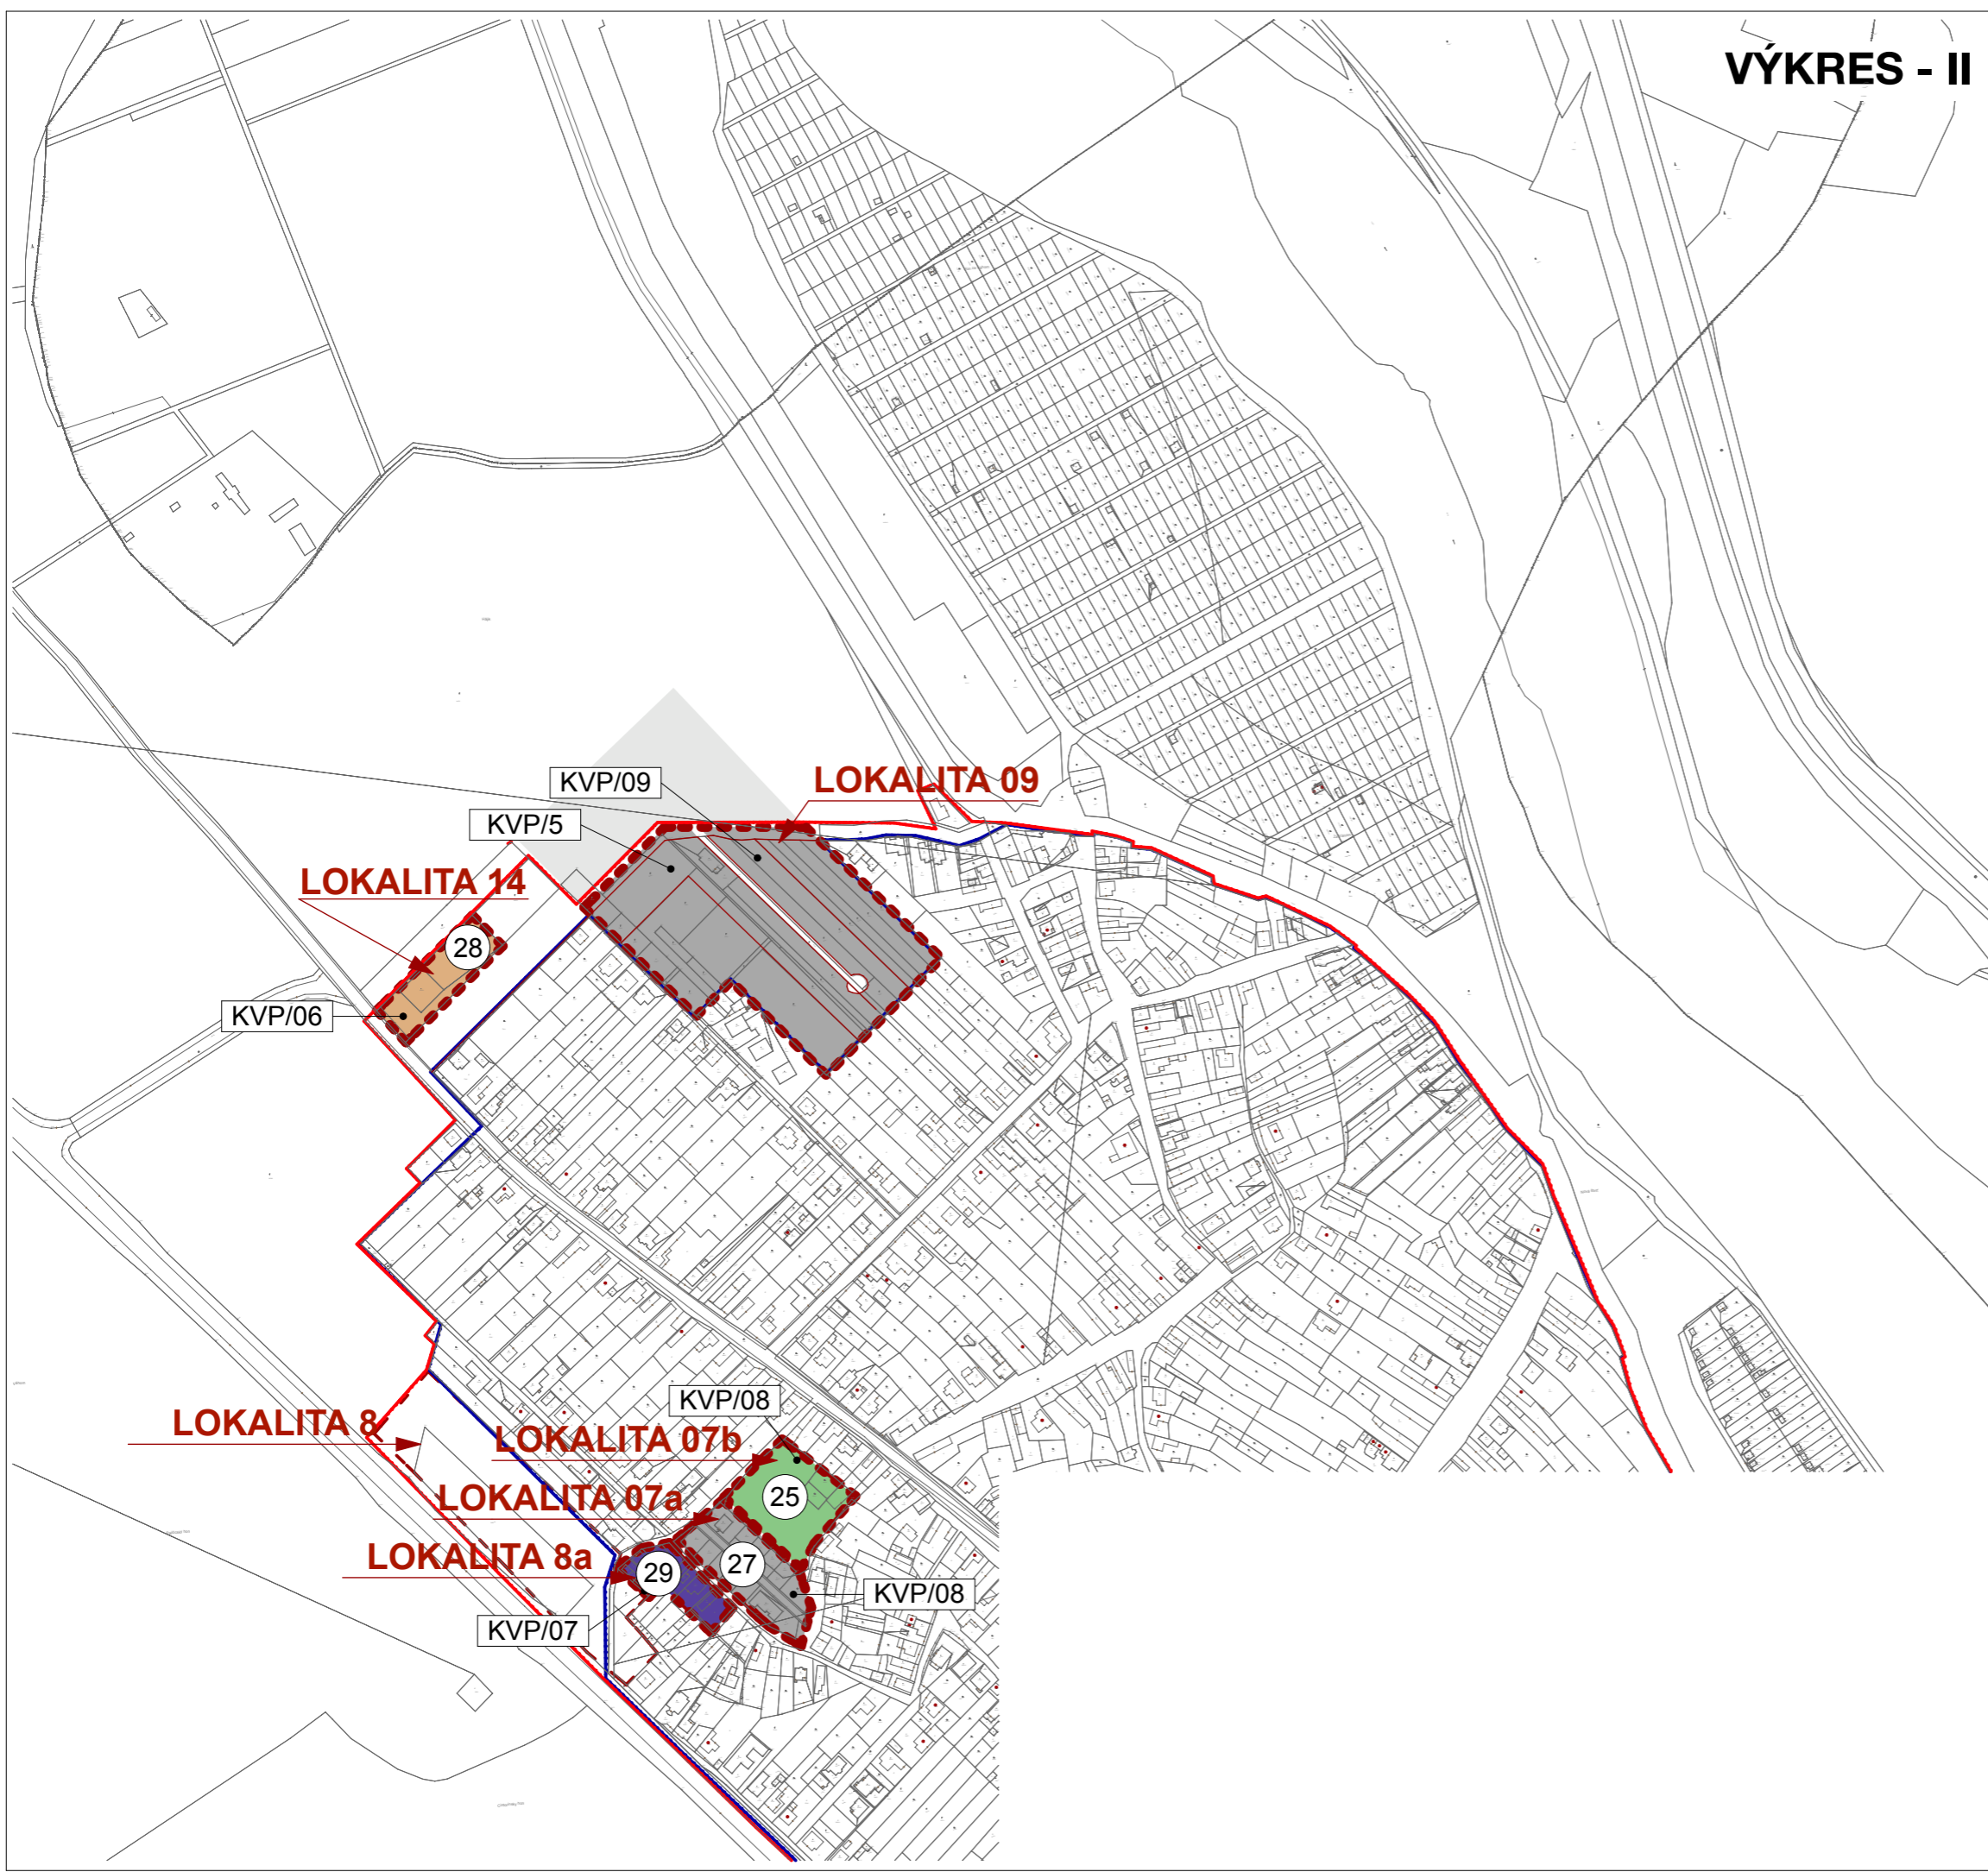 VÝKRES - II
KVP/09
LOKALITA 09
KVP/5
LOKALITA 14
28
KVP/06
KVP/08
LOKALITA 8
LOKALITA 07b
25
LOKALITA 07a
LOKALITA 8a
27
29
KVP/08
KVP/07